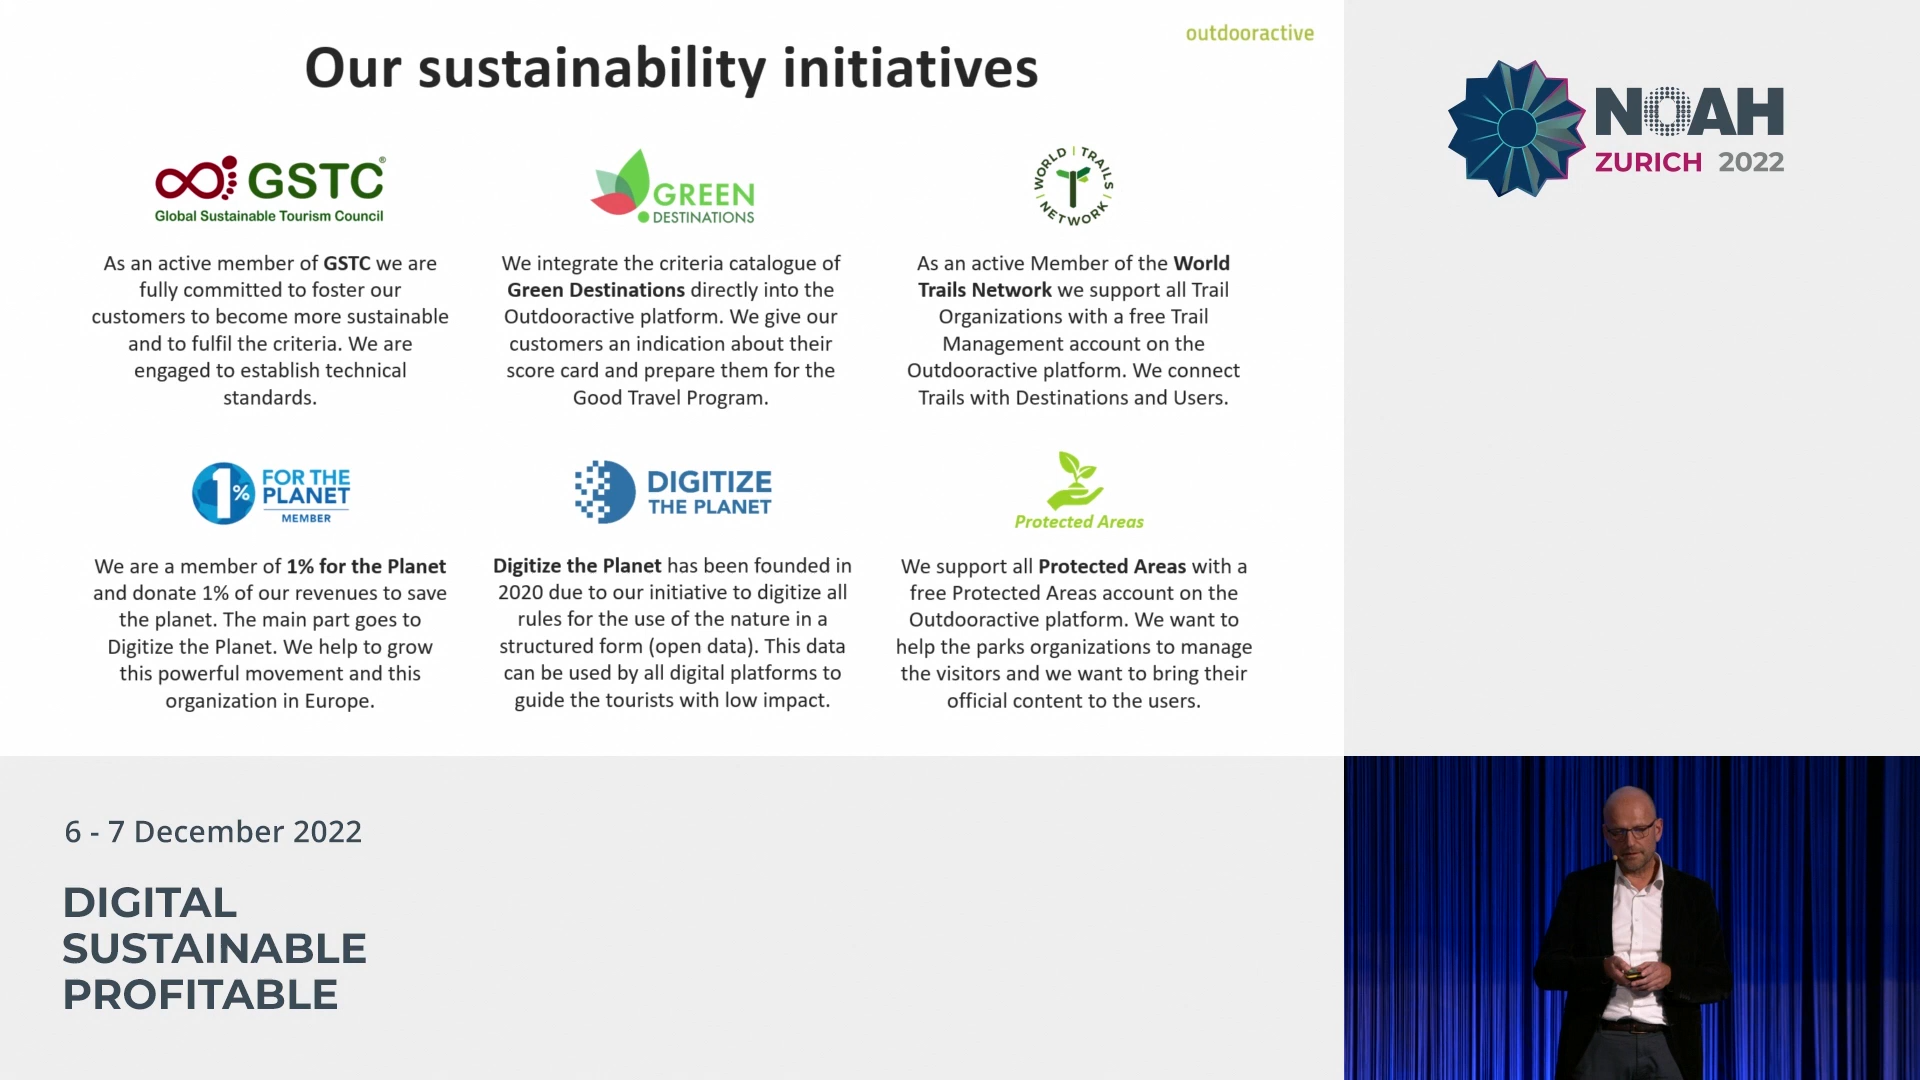 outdooractive
Our sustainability initiatives
GSTC®
Global Sustainable Tourism Council
As an active member of GSTC we are
fully committed to foster our
customers to become more sustainable
and to fulfil the criteria. We are
engaged to establish technical
standards.
GREEN
DESTINATIONS
We integrate the criteria catalogue of
Green Destinations directly into the
Outdooractive platform. We give our
customers an indication about their
score card and prepare them for the
Good Travel Program.
WORLD | TRAILS | NETWORK |
As an active Member of the World
Trails Network we support all Trail
Organizations with a free Trail
Management account on the
Outdooractive platform. We connect
Trails with Destinations and Users.
1%
FOR THE
PLANET
MEMBER
We are a member of 1% for the Planet
and donate 1% of our revenues to save
the planet. The main part goes to
Digitize the Planet. We help to grow
this powerful movement and this
organization in Europe.
DIGITIZE
THE PLANET
Digitize the Planet has been founded in
2020 due to our initiative to digitize all
rules for the use of the nature in a
structured form (open data). This data
can be used by all digital platforms to
guide the tourists with low impact.
Protected Areas
We support all Protected Areas with a
free Protected Areas account on the
Outdooractive platform. We want to
help the parks organizations to manage
the visitors and we want to bring their
official content to the users.
NOAH
ZURICH 2022
6 - 7 December 2022
DIGITAL
SUSTAINABLE
PROFITABLE